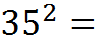 35² =